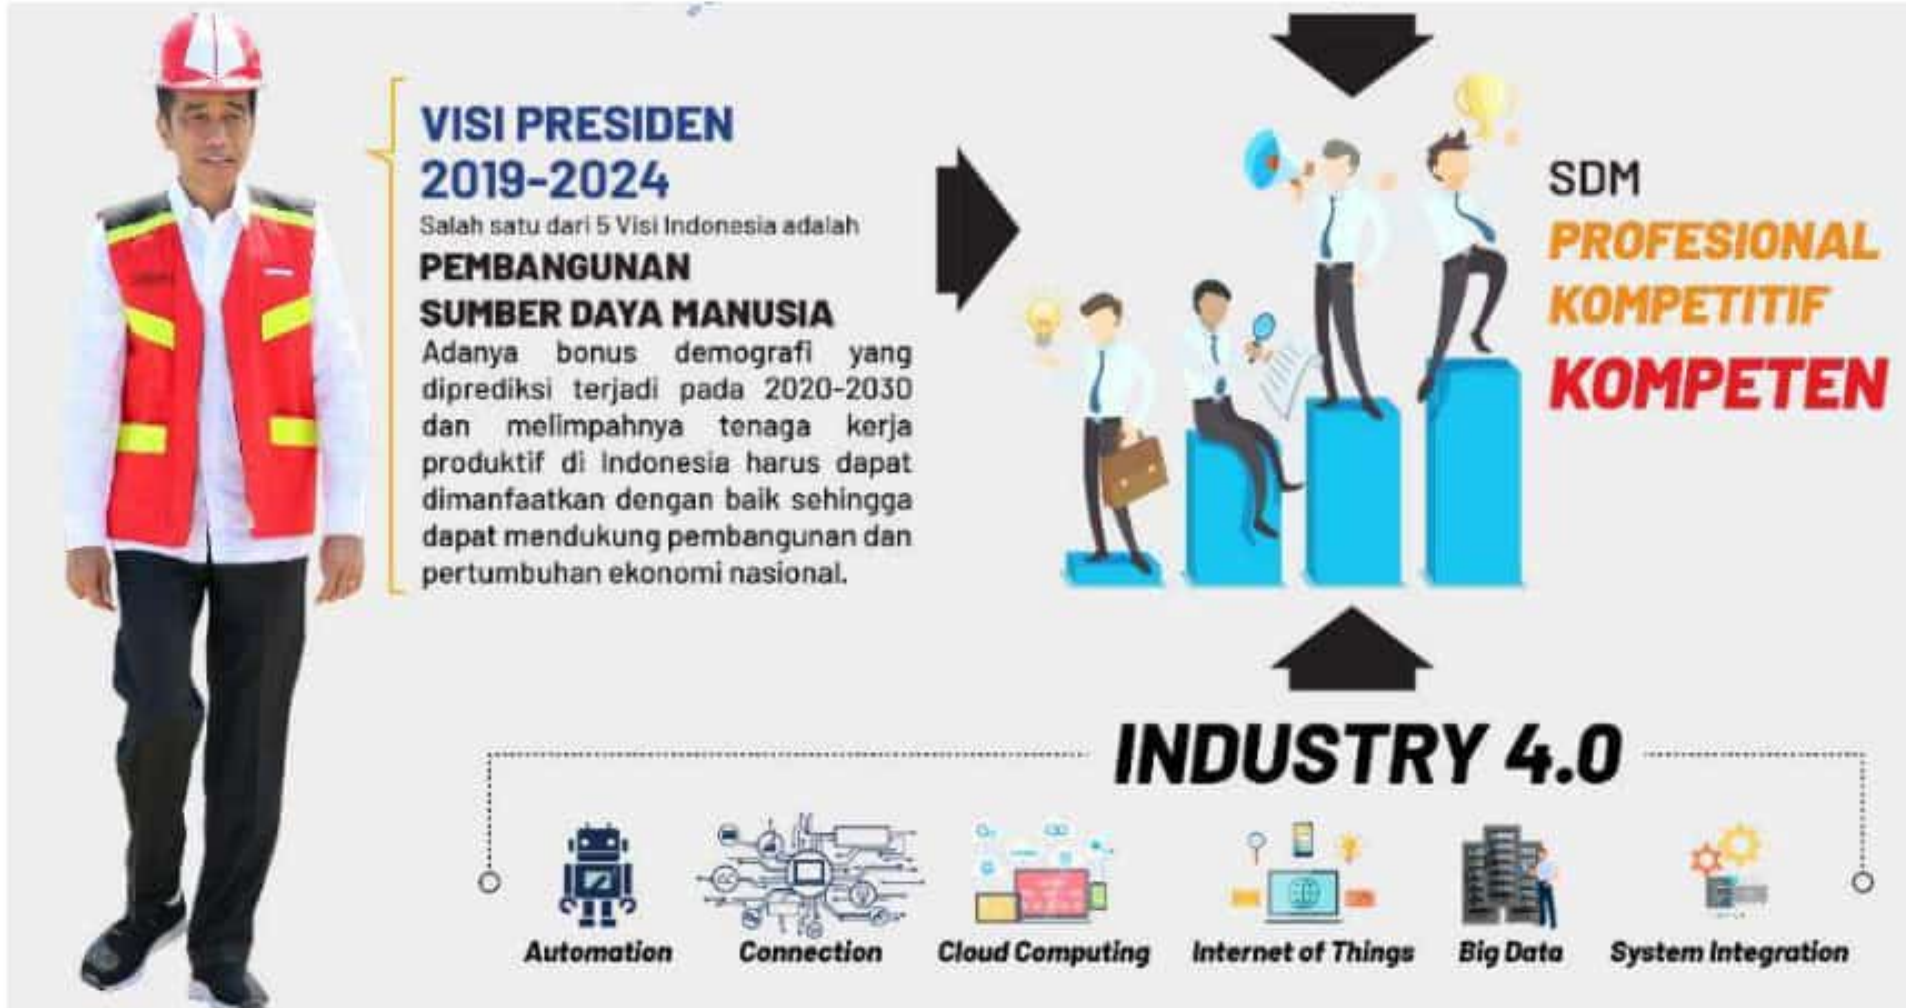 VISI PRESIDEN
2019-2024
Salah satu dari 5 Visi Indonesia adalah
PEMBANGUNAN
SUMBER DAYA MANUSIA
Adanya bonus demografi yang
diprediksi terjadi pada 2020-2030
dan melimpahnya tenaga kerja
produktif di Indonesia harus dapat
dimanfaatkan dengan baik sehingga
dapat mendukung pembangunan dan
pertumbuhan ekonomi nasional.
SDM
PROFESIONAL
KOMPETITIF
KOMPETEN
INDUSTRY 4.0
Automation
Connection
Cloud Computing
Internet of Things
Big Data
System Integration